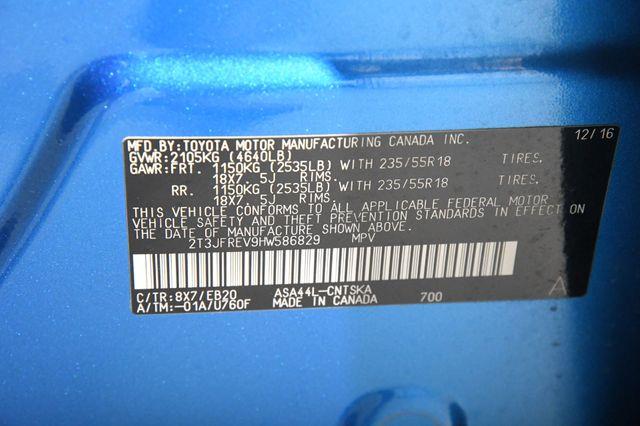 MFD.BY:TOYOTA MOTOR MANUFACTURING CANADA INC. 12/16
GVWR:2105KG (4640LB)
GAWR:FRT. 1150KG (2535LB) WITH 235/55R18 TIRES.
18X7. 5J RIMS.
RR. 1150KG (2535LB) WITH 235/55R18 TIRES.
18X7. 5J RIMS.
THIS VEHICLE CONFORMS TO ALL APPLICABLE FEDERAL MOTOR
VEHICLE SAFETY AND THEFT PREVENTION STANDARDS IN EFFECT ON
THE DATE OF MANUFACTURE SHOWN ABOVE.
2T3JFREV9HW586829 MPV
C/TR:8X7/EB20 ASA44L-CNTSKA A
A/TM:-01A/U760F MADE IN CANADA 700